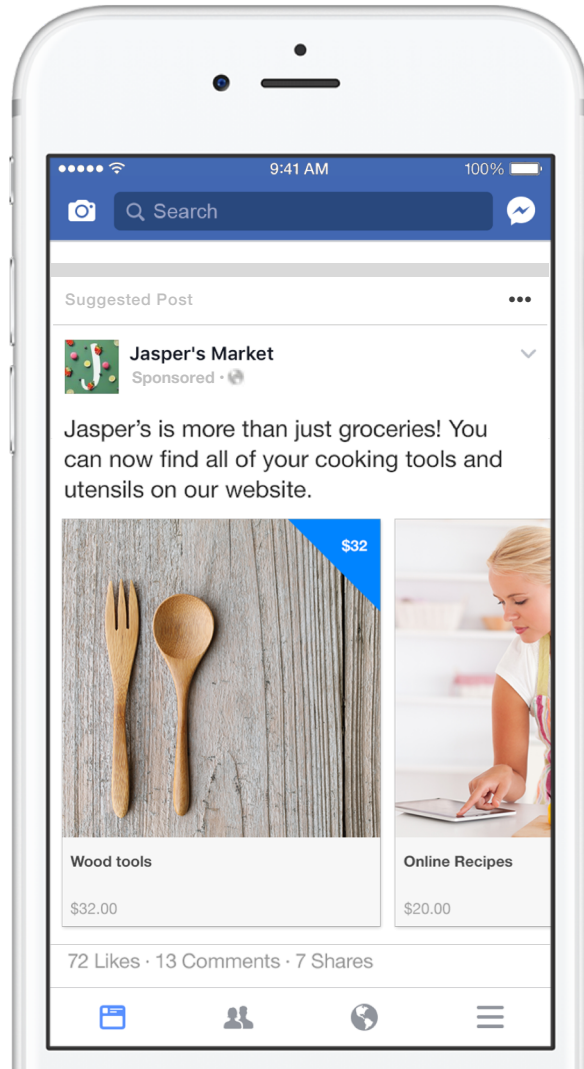 9:41 AM 100%
Search
Suggested Post
Jasper's Market
Sponsored ·
Jasper's is more than just groceries! You
can now find all of your cooking tools and
utensils on our website.
$32
Wood tools
$32.00
Online Recipes
$20.00
72 Likes · 13 Comments · 7 Shares